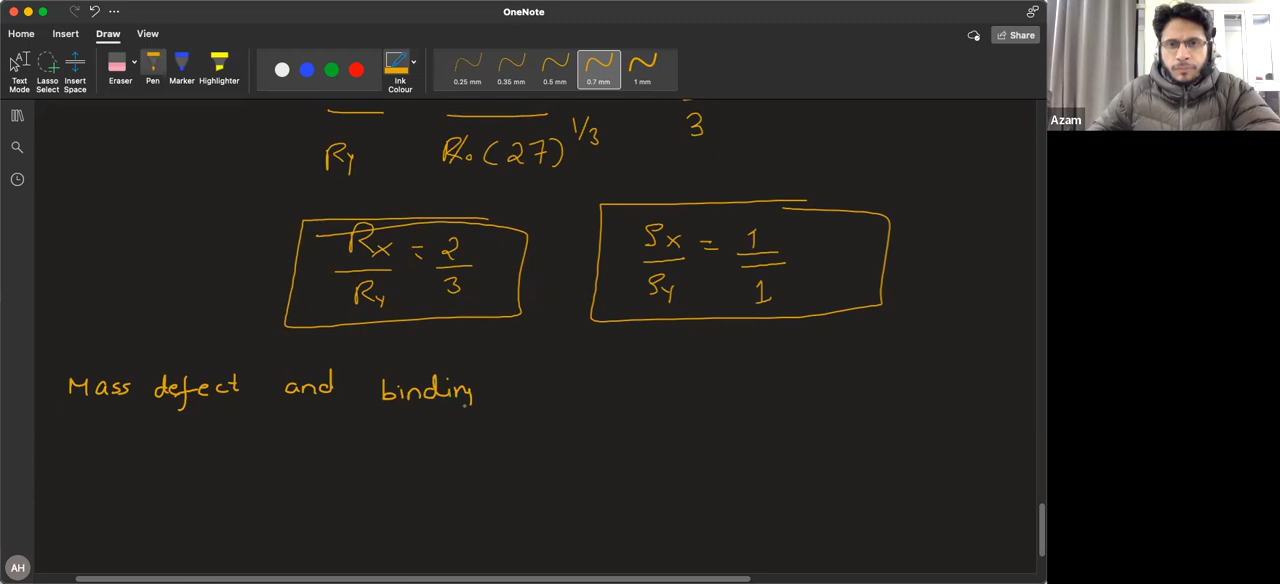 OneNote
Home Insert Draw View
Share
Text Mode
Lasso Select
Insert Space
Eraser
Pen
Marker
Highlighter
Ink Colour
0.25 mm
0.35 mm
0.5 mm
0.7 mm
1 mm
Azam
3
Ry R₀(27)^1/3
Rx/Ry = 2/3
ρx/ρy = 1/1
Mass defect and binding
AH